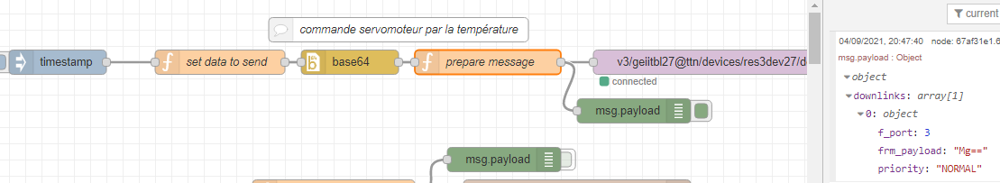 commande servomoteur par la température
timestamp
set data to send
base64
prepare message
v3/geiitbl27@ttn/devices/res3dev27/d
connected
msg.payload
msg.payload
current
04/09/2021, 20:47:40 node: 67af31e1.6
msg.payload : Object
object
downlinks: array[1]
0: object
f_port: 3
frm_payload: "Mg=="
priority: "NORMAL"